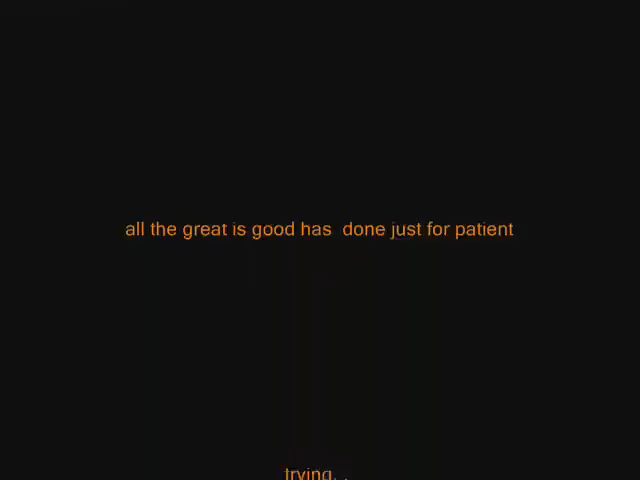 all the great is good has  done just for patient
trying. .